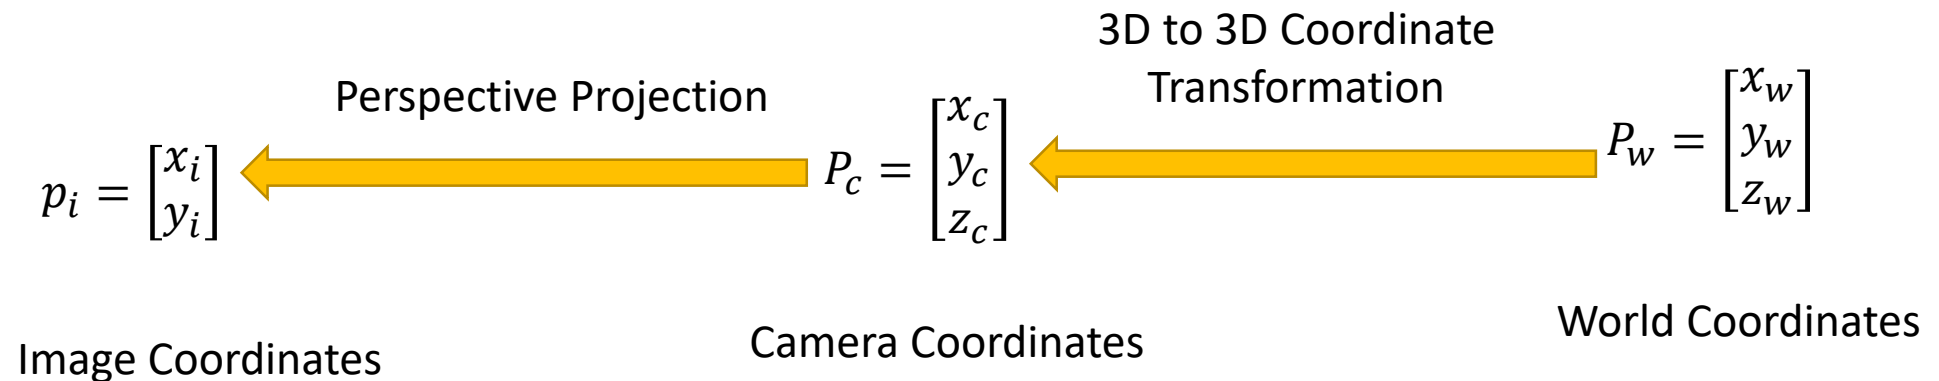 3D to 3D Coordinate
Transformation
Perspective Projection
p_i = [x_i
y_i]
P_c = [x_c
y_c
z_c]
P_w = [x_w
y_w
z_w]
Image Coordinates
Camera Coordinates
World Coordinates